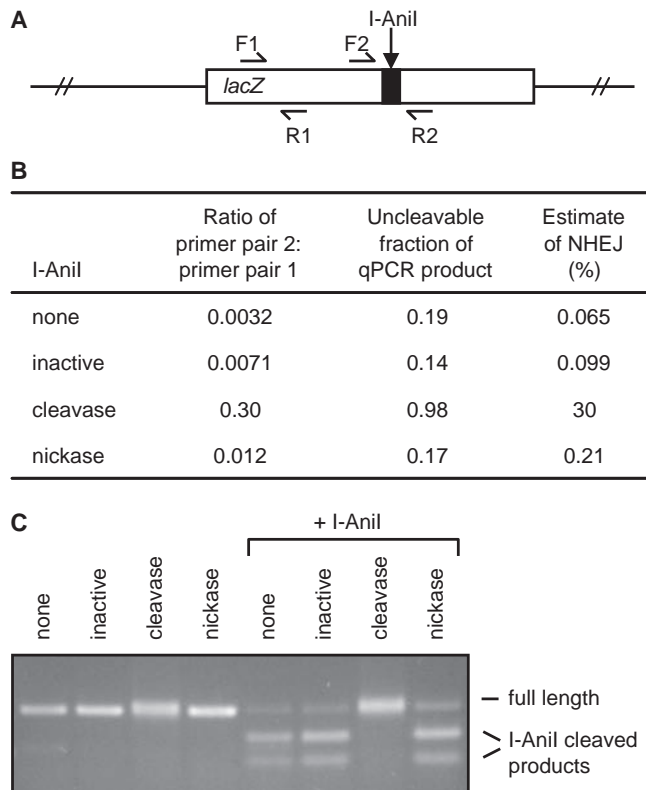 A
I-AniI
F1
F2
lacZ
R1
R2
B
I-AniI
Ratio of
primer pair 2:
primer pair 1
Uncleavable
fraction of
qPCR product
Estimate
of NHEJ
(%)
none 0.0032 0.19 0.065
inactive 0.0071 0.14 0.099
cleavase 0.30 0.98 30
nickase 0.012 0.17 0.21
C
+ I-AniI
none inactive cleavase nickase none inactive cleavase nickase
full length
I-AniI cleaved
products